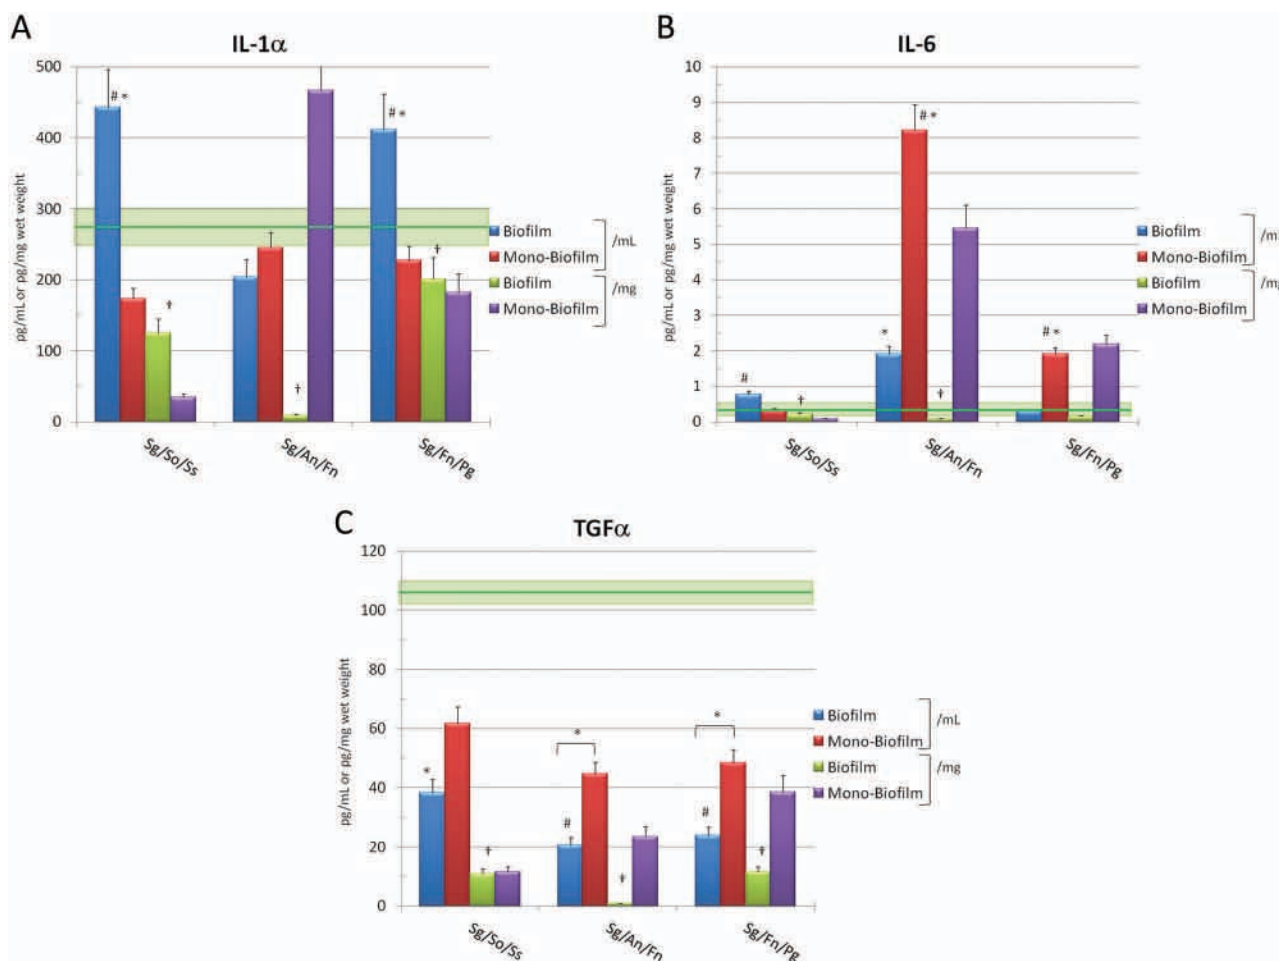 A
IL-1α
pg/mL or pg/mg wet weight
500
400
300
200
100
0
# *
†
†
# *
†
Sg/So/Ss
Sg/An/Fn
Sg/Fn/Pg
Biofilm
Mono-Biofilm
/mL
Biofilm
Mono-Biofilm
/mg
B
IL-6
pg/mL or pg/mg wet weight
10
9
8
7
6
5
4
3
2
1
0
#
†
*
# *
†
# *
Sg/So/Ss
Sg/An/Fn
Sg/Fn/Pg
Biofilm
Mono-Biofilm
/m
Biofilm
Mono-Biofilm
/mg
C
TGFα
pg/mL or pg/mg wet weight
120
100
80
60
40
20
0
*
†
*
#
†
*
#
†
Sg/So/Ss
Sg/An/Fn
Sg/Fn/Pg
Biofilm
Mono-Biofilm
/mL
Biofilm
Mono-Biofilm
/mg